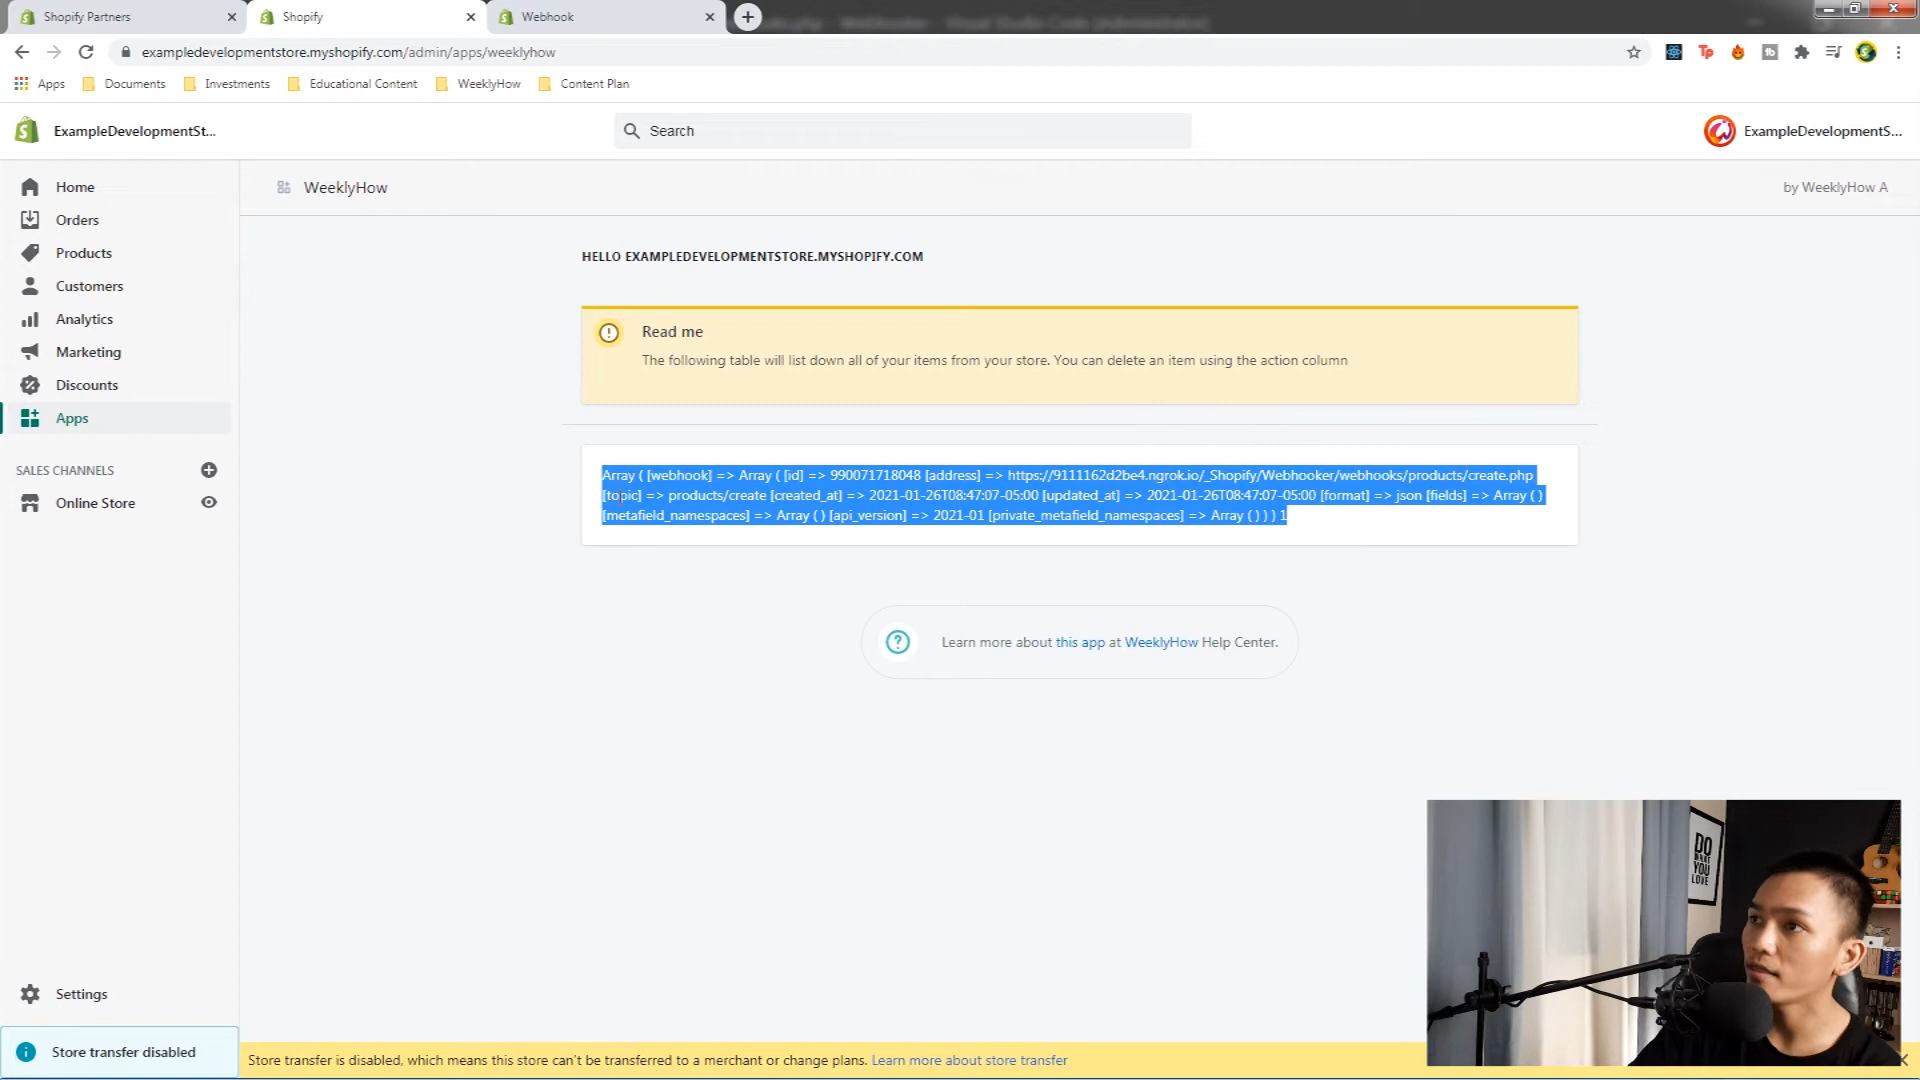 Shopify Partners
Shopify
Webhook
Visual Studio Code (Administrator)
exampledevelopmentstore.myshopify.com/admin/apps/weeklyhow
Tp
Apps
Documents
Investments
Educational Content
WeeklyHow
Content Plan
ExampleDevelopmentSt...
Search
ExampleDevelopmentS...
Home
Orders
Products
Customers
Analytics
Marketing
Discounts
Apps
SALES CHANNELS
Online Store
Settings
Store transfer disabled
WeeklyHow
by WeeklyHow A
HELLO EXAMPLEDEVELOPMENTSTORE.MYSHOPIFY.COM
Read me
The following table will list down all of your items from your store. You can delete an item using the action column
Array ( [webhook] => Array ( [id] => 990071718048 [address] => https://9111162d2be4.ngrok.io/_Shopify/Webhooker/webhooks/products/create.php
[topic] => products/create [created_at] => 2021-01-26T08:47:07-05:00 [updated_at] => 2021-01-26T08:47:07-05:00 [format] => json [fields] => Array ( )
[metafield_namespaces] => Array ( ) [api_version] => 2021-01 [private_metafield_namespaces] => Array ( ) ) ) 1
Learn more about this app at WeeklyHow Help Center.
DO
WHAT
YOU
LOVE
Store transfer is disabled, which means this store can't be transferred to a merchant or change plans. Learn more about store transfer